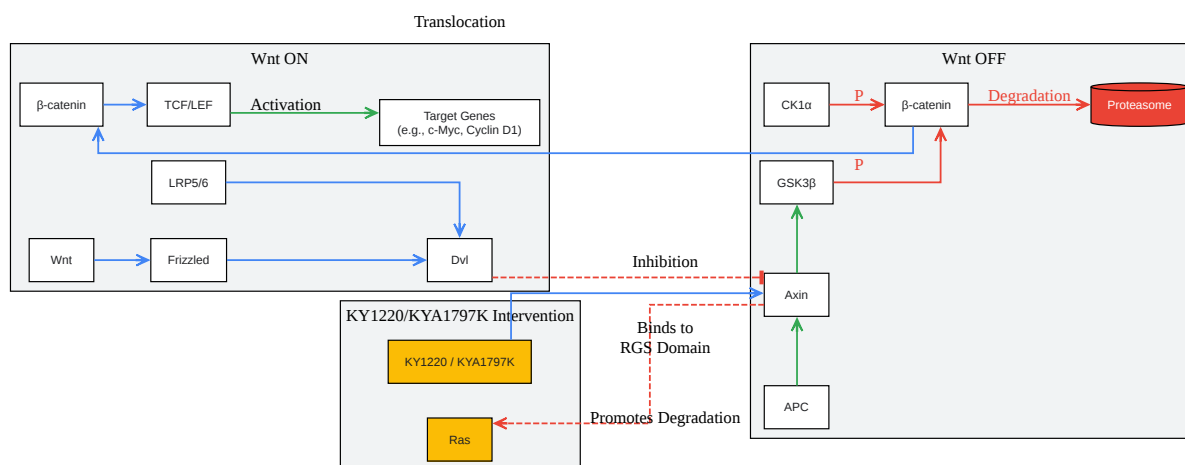 Translocation
Wnt ON
β-catenin
TCF/LEF
Activation
Target Genes
(e.g., c-Myc, Cyclin D1)
LRP5/6
Wnt
Frizzled
Dvl
Wnt OFF
CK1α
P
β-catenin
Degradation
Proteasome
P
GSK3β
Inhibition
Axin
Binds to
RGS Domain
APC
KY1220/KYA1797K Intervention
KY1220 / KYA1797K
Promotes Degradation
Ras